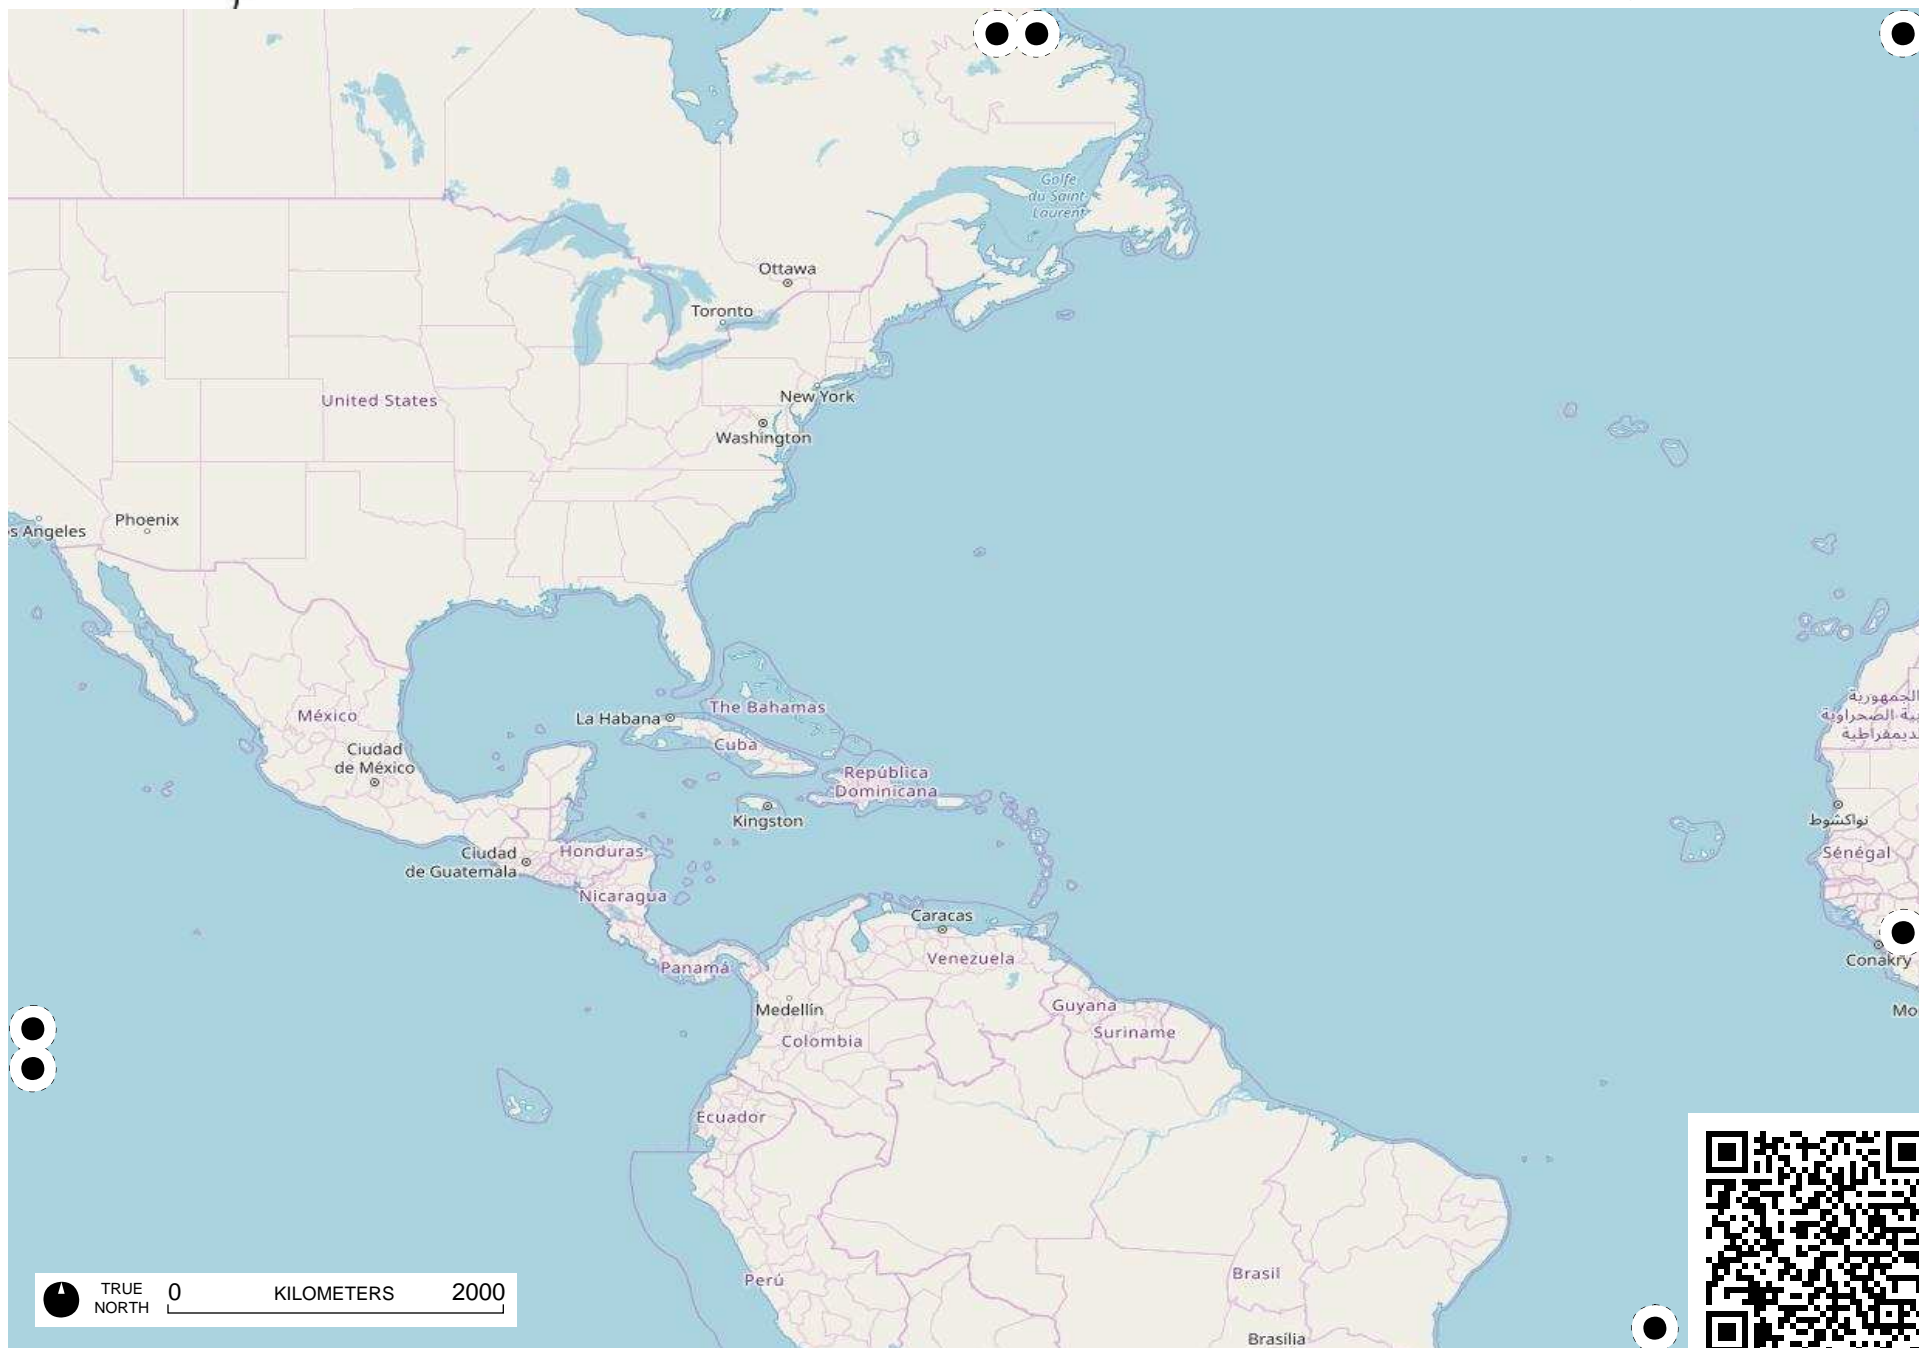 Golfe
du Saint-
Laurent
Ottawa
Toronto
United States
New York
Washington
s Angeles
Phoenix
México
Ciudad
de México
La Habana
The Bahamas
Cuba
República
Dominicana
Kingston
Ciudad
de Guatemala
Honduras
Nicaragua
Panamá
Caracas
Venezuela
Medellín
Colombia
Guyana
Suriname
Ecuador
Perú
Brasil
Brasília
نواكشوط
Sénégal
Conakry
Mo
TRUE
NORTH
0 KILOMETERS 2000